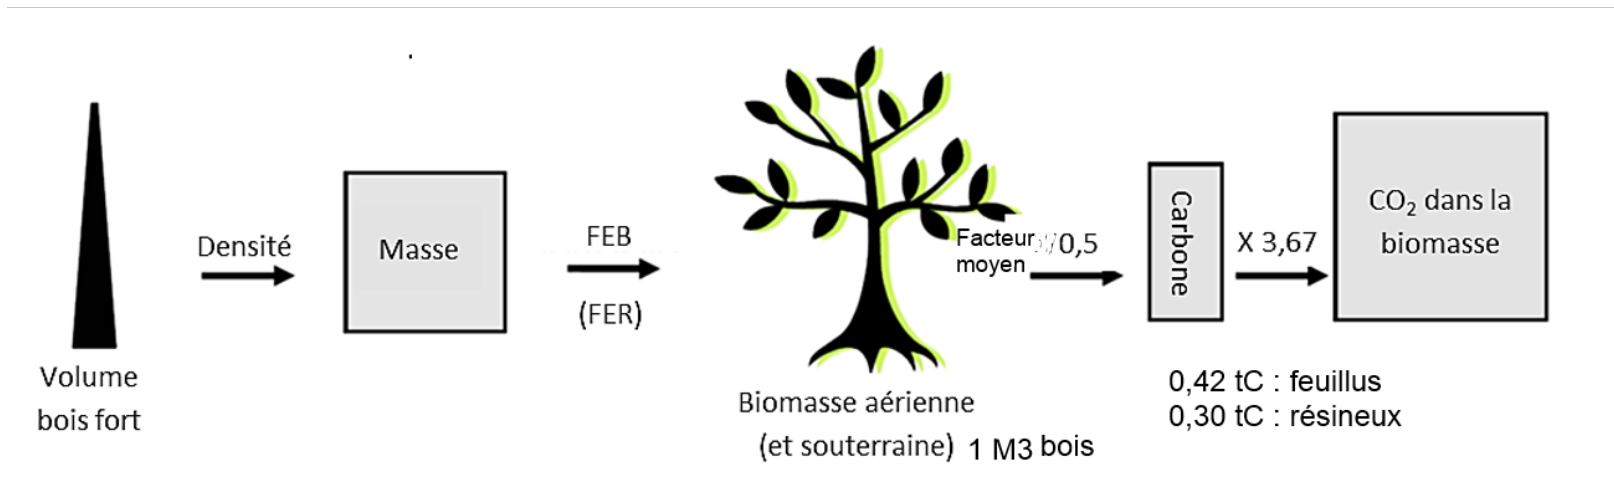 Volume
bois fort
Densité
Masse
FEB
(FER)
Biomasse aérienne
(et souterraine) 1 M3 bois
Facteur
moyen
/0,5
Carbone
X 3,67
CO₂ dans la
biomasse
0,42 tC : feuillus
0,30 tC : résineux